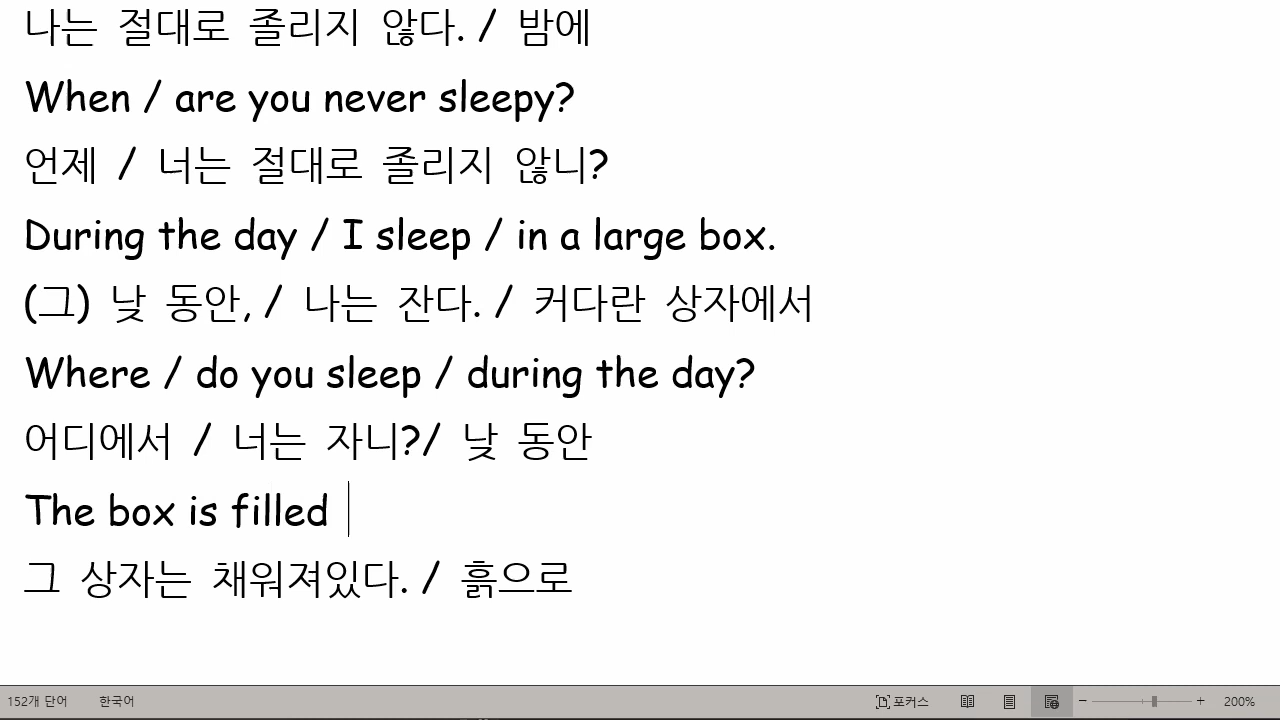 나는 절대로 졸리지 않다. / 밤에
When / are you never sleepy?
언제 / 너는 절대로 졸리지 않니?
During the day / I sleep / in a large box.
(그) 낮 동안, / 나는 잔다. / 커다란 상자에서
Where / do you sleep / during the day?
어디에서 / 너는 자니?/ 낮 동안
The box is filled
그 상자는 채워져있다. / 흙으로
152개 단어 한국어 포커스 200%